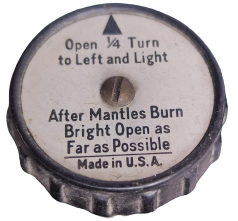 Open ¼ Turn
to Left and Light
After Mantles Burn
Bright Open as
Far as Possible
Made in U.S.A.